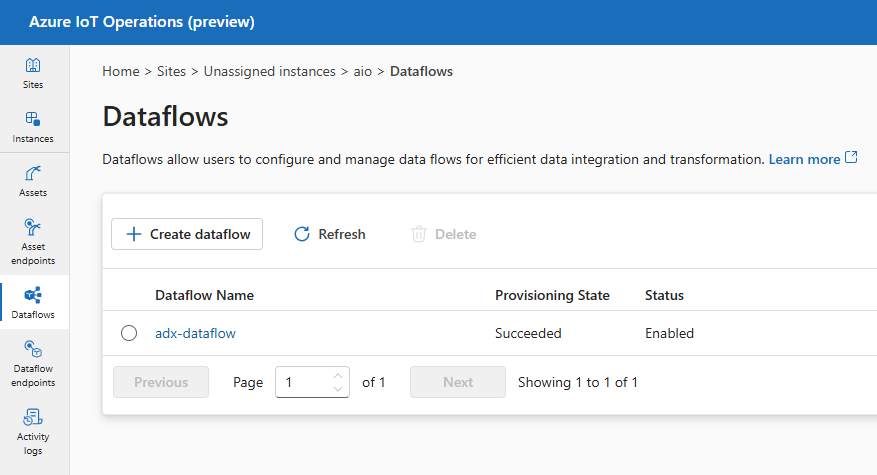 Azure IoT Operations (preview)
Sites
Instances
Assets
Asset
endpoints
Dataflows
Dataflow
endpoints
Activity
logs
Home > Sites > Unassigned instances > aio > Dataflows
Dataflows
Dataflows allow users to configure and manage data flows for efficient data integration and transformation. Learn more
Create dataflow Refresh Delete
Dataflow Name Provisioning State Status
adx-dataflow Succeeded Enabled
Previous Page 1 of 1 Next Showing 1 to 1 of 1